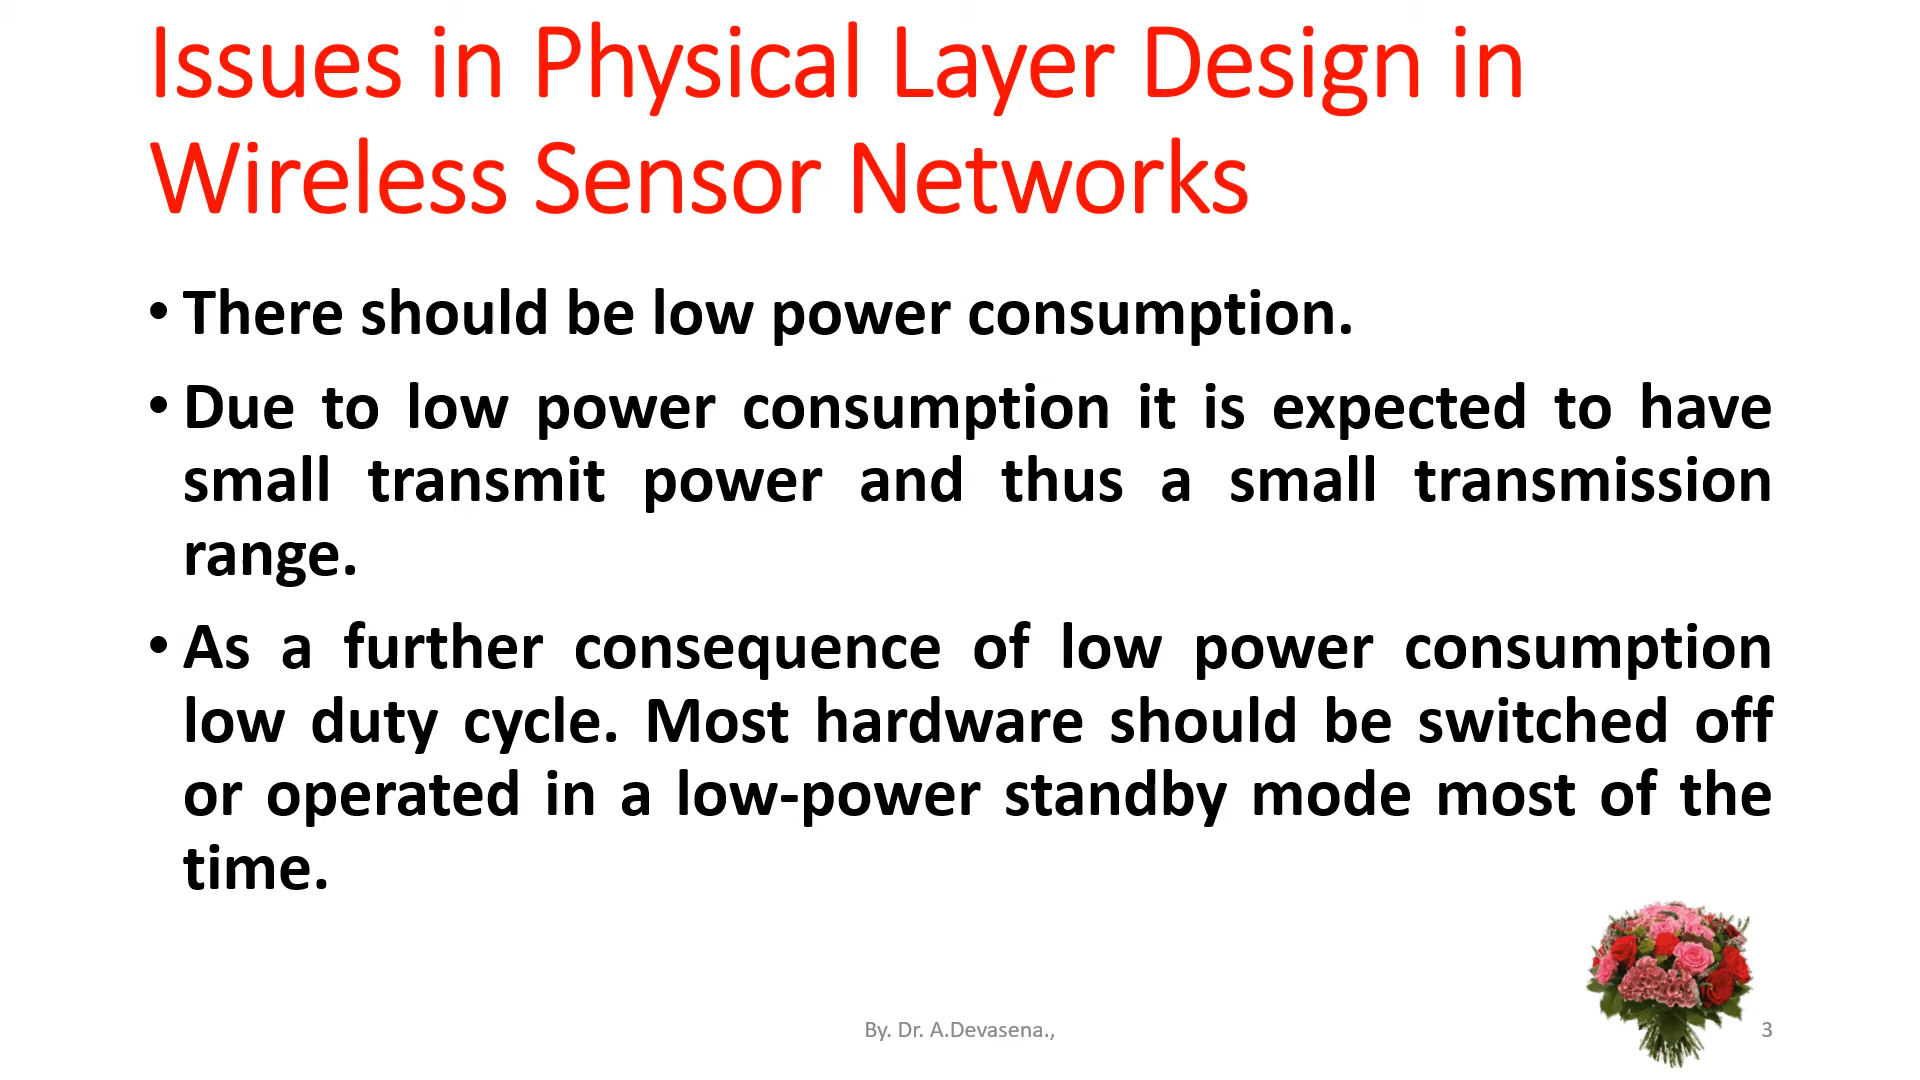 Issues in Physical Layer Design in
Wireless Sensor Networks
• There should be low power consumption.
• Due to low power consumption it is expected to have
small transmit power and thus a small transmission
range.
• As a further consequence of low power consumption
low duty cycle. Most hardware should be switched off
or operated in a low-power standby mode most of the
time.
By. Dr. A.Devasena.,
3